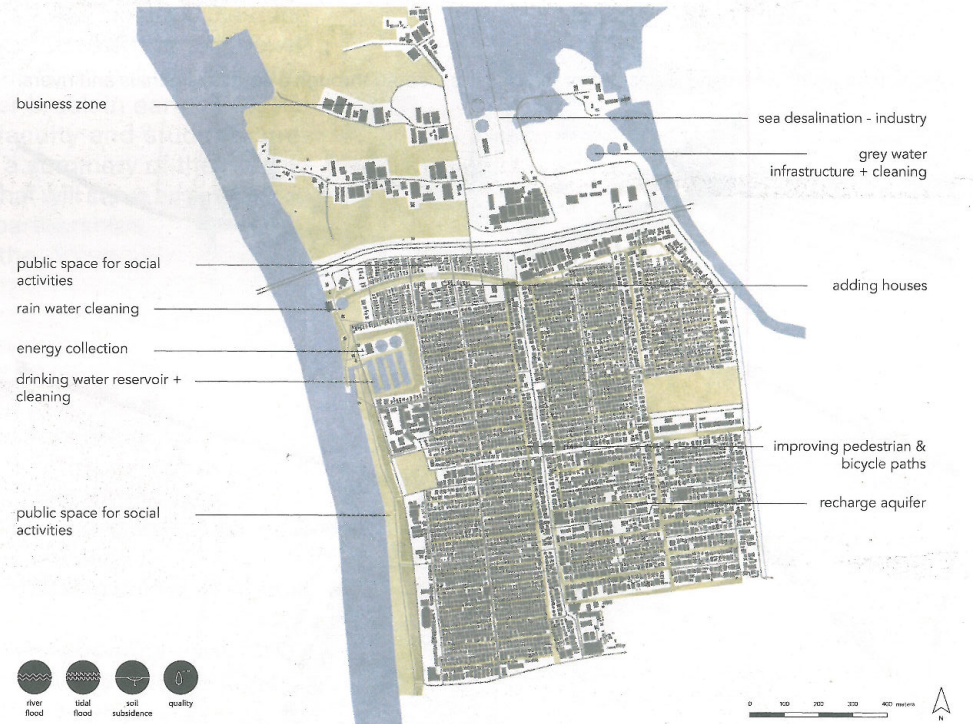 business zone
sea desalination - industry
grey water
infrastructure + cleaning
public space for social
activities
adding houses
rain water cleaning
energy collection
drinking water reservoir +
cleaning
improving pedestrian &
bicycle paths
recharge aquifer
public space for social
activities
river
flood
tidal
flood
soil
subsidence
quality
0 100 200 300 400 meters
N